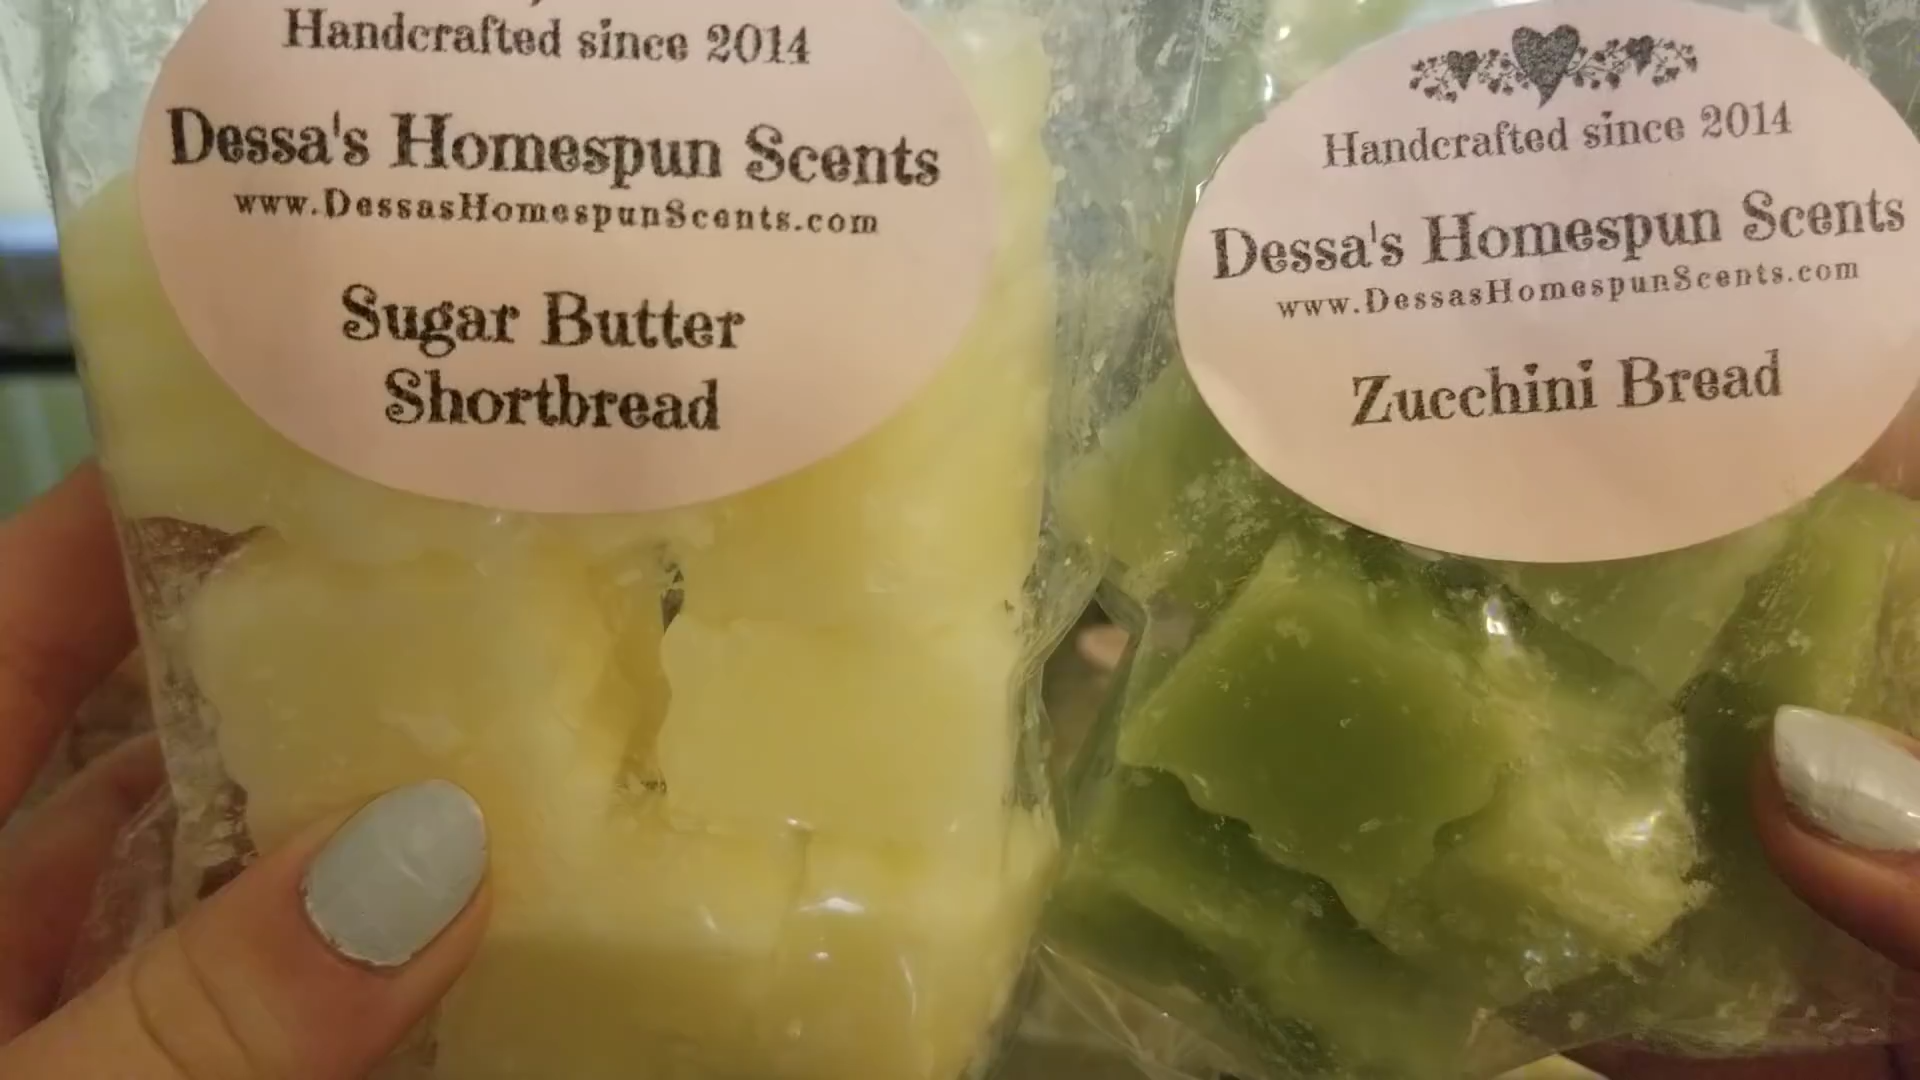 Handcrafted since 2014
Dessa's Homespun Scents
www.DessasHomespunScents.com
Sugar Butter
Shortbread
Handcrafted since 2014
Dessa's Homespun Scents
www.DessasHomespunScents.com
Zucchini Bread